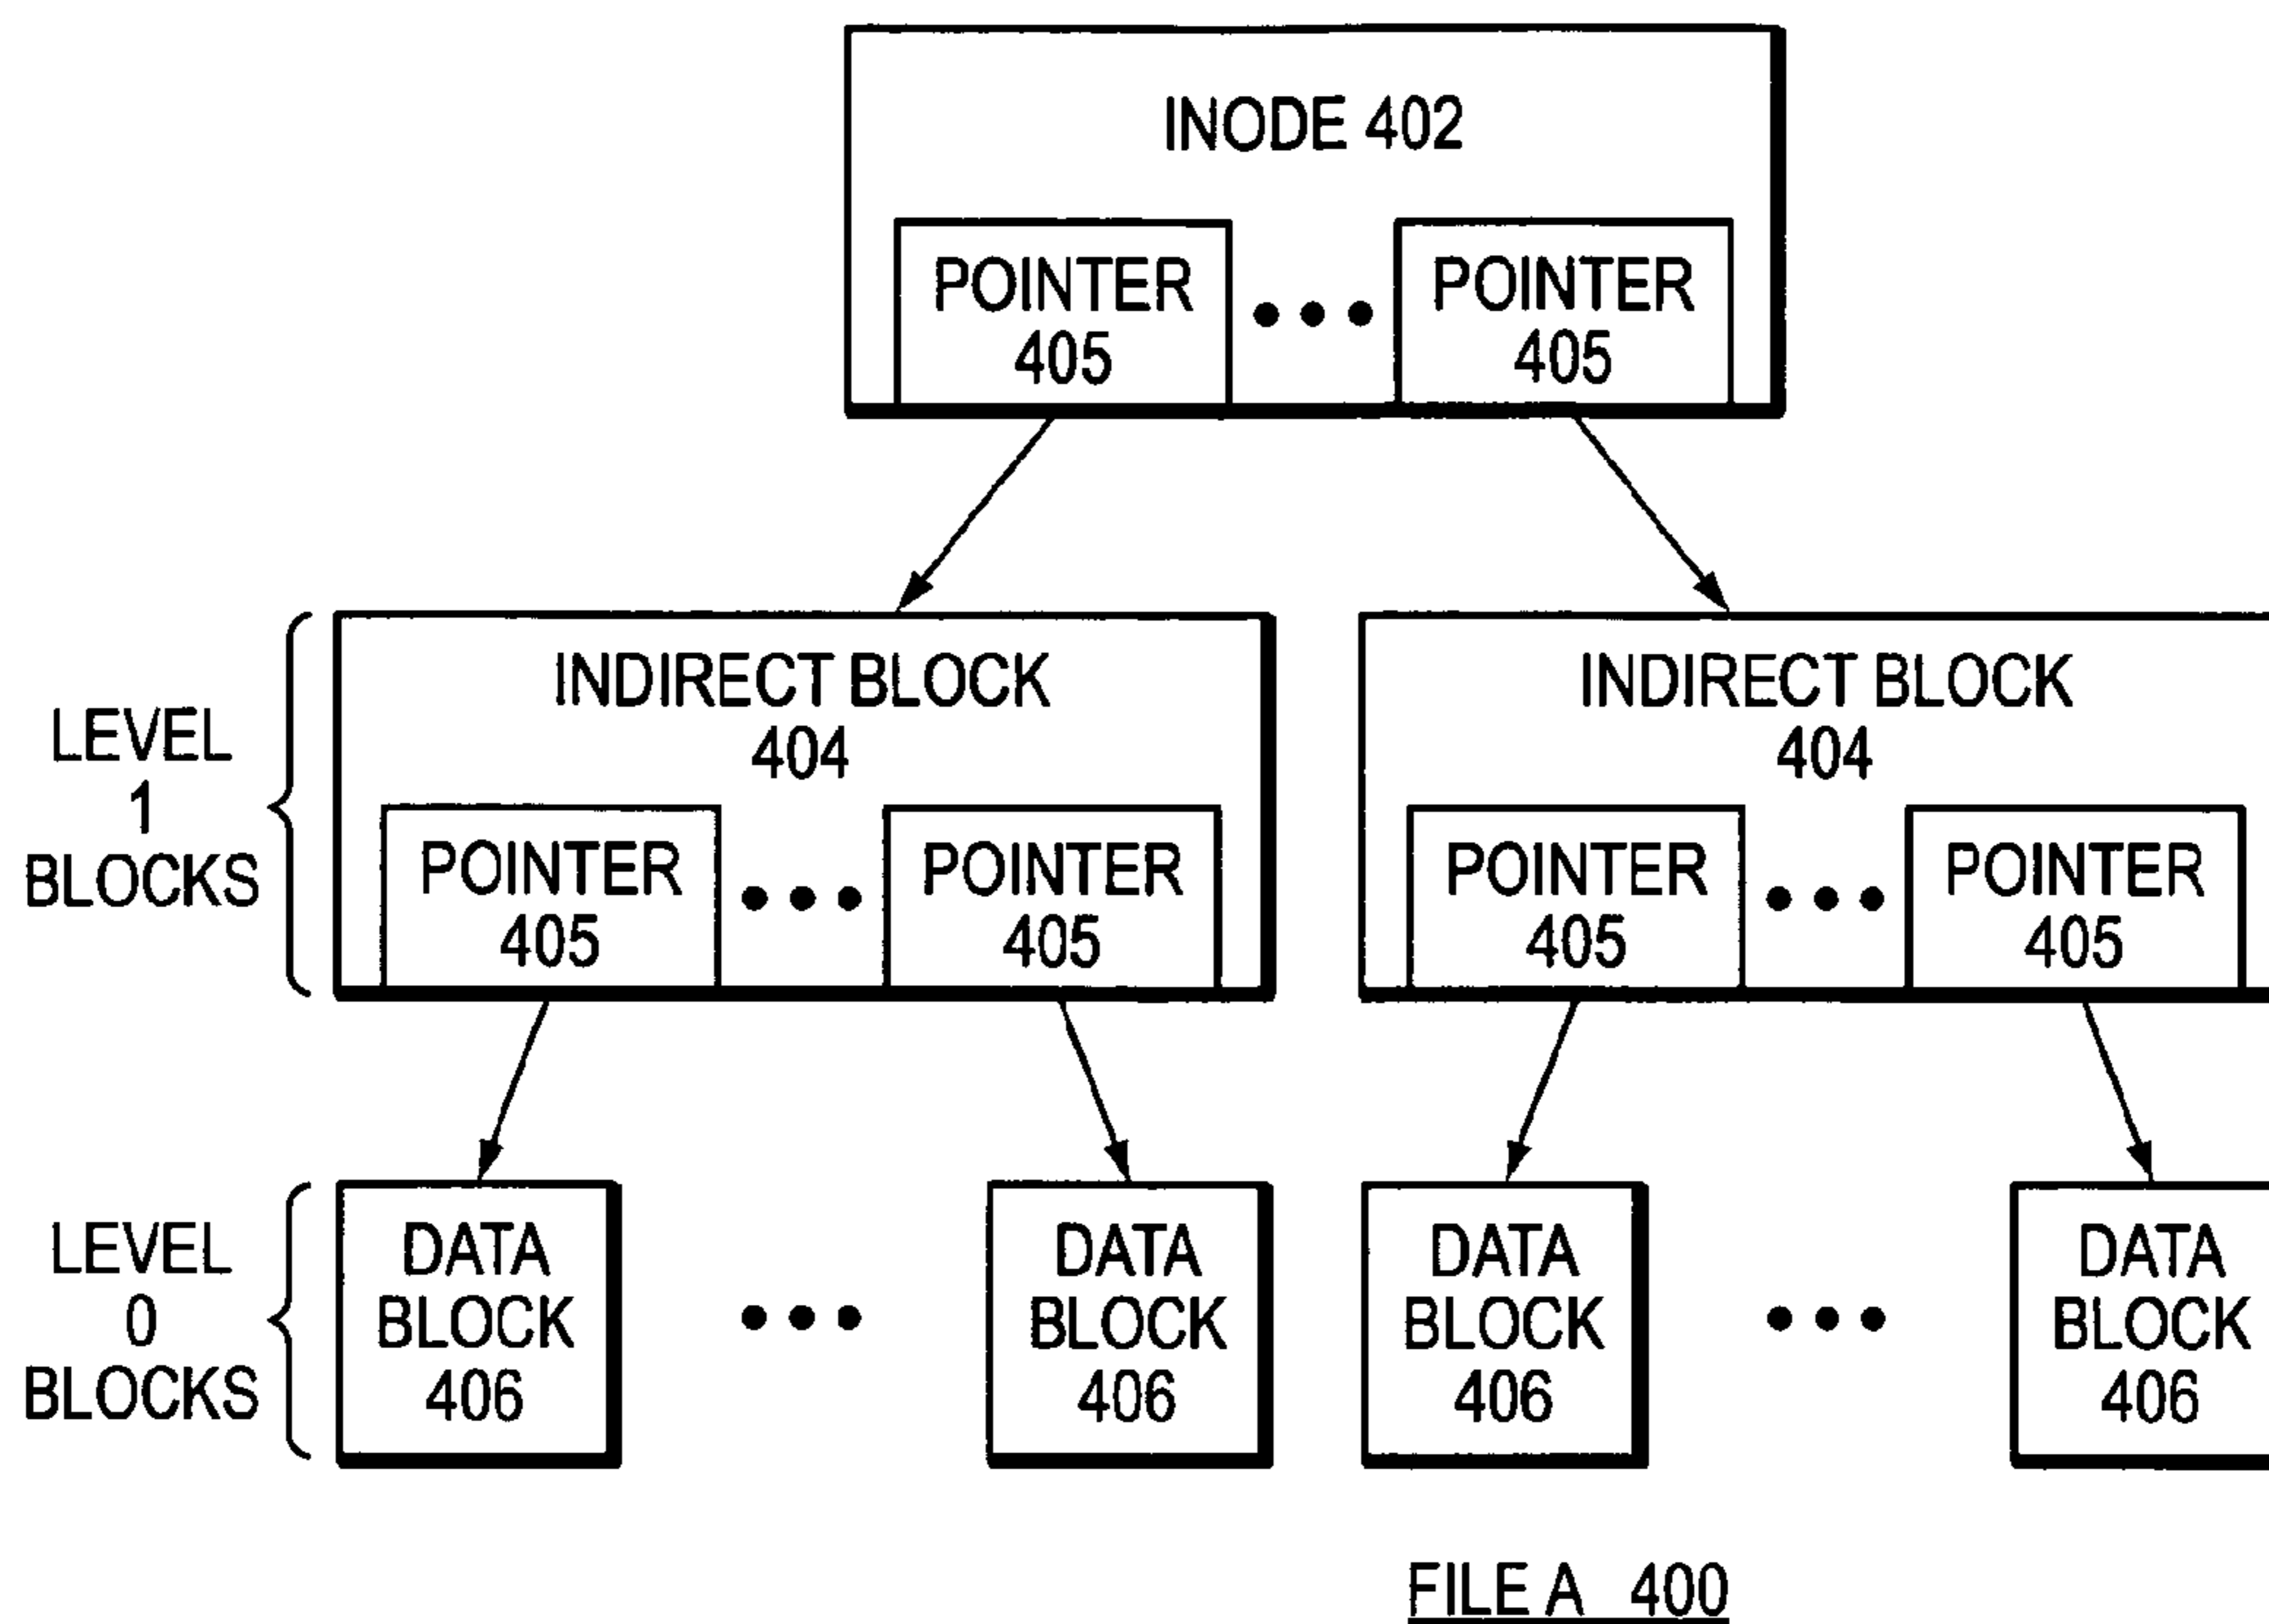 INODE 402
POINTER
405
POINTER
405
LEVEL
1
BLOCKS
INDIRECT BLOCK
404
POINTER
405
POINTER
405
INDIRECT BLOCK
404
POINTER
405
POINTER
405
LEVEL
0
BLOCKS
DATA
BLOCK
406
DATA
BLOCK
406
DATA
BLOCK
406
DATA
BLOCK
406
FILE A 400